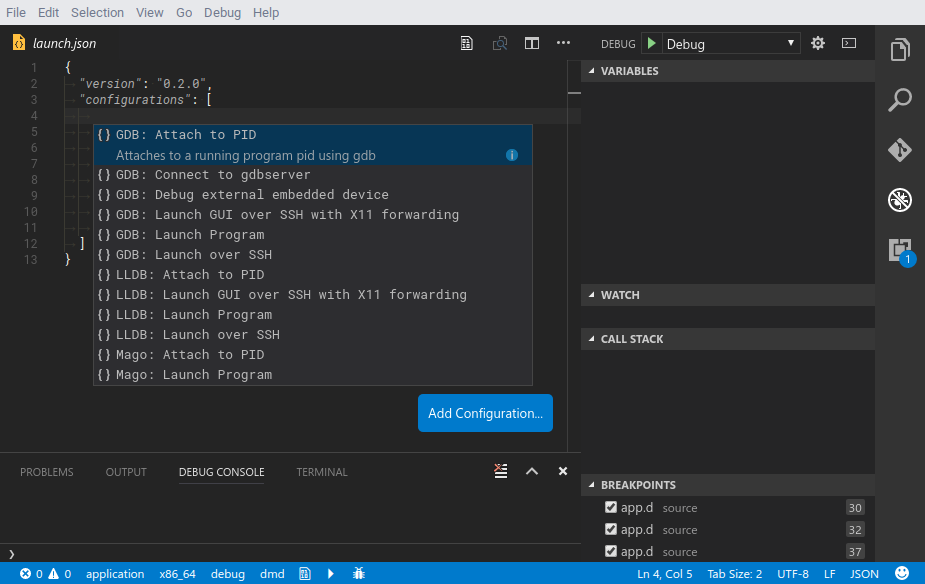 File Edit Selection View Go Debug Help
launch.json
1 {
2 "version": "0.2.0",
3 "configurations": [
4
5
6
7
8
9
10
11
12 ]
13 }
{} GDB: Attach to PID
Attaches to a running program pid using gdb
{} GDB: Connect to gdbserver
{} GDB: Debug external embedded device
{} GDB: Launch GUI over SSH with X11 forwarding
{} GDB: Launch Program
{} GDB: Launch over SSH
{} LLDB: Attach to PID
{} LLDB: Launch GUI over SSH with X11 forwarding
{} LLDB: Launch Program
{} LLDB: Launch over SSH
{} Mago: Attach to PID
{} Mago: Launch Program
Add Configuration...
PROBLEMS OUTPUT DEBUG CONSOLE TERMINAL
DEBUG Debug
VARIABLES
WATCH
CALL STACK
BREAKPOINTS
app.d source 30
app.d source 32
app.d source 37
1
0 0 application x86_64 debug dmd
Ln 4, Col 5 Tab Size: 2 UTF-8 LF JSON